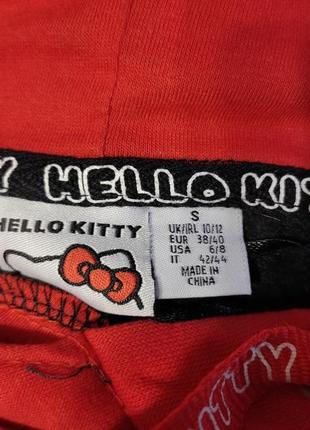 Y HELLO KIT
HELLO KITTY
S
UK/IRL 10/12
EUR 38/40
USA 6/8
IT 42/44
MADE IN
CHINA
ITTY